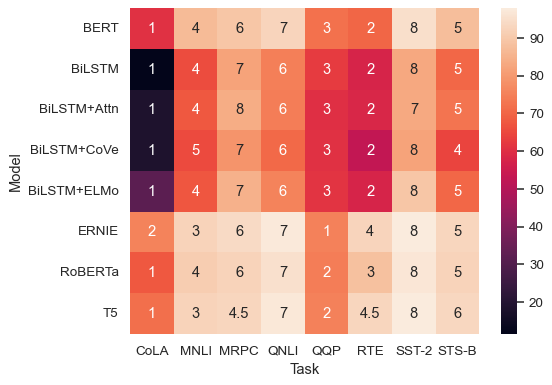 Model
BERT 1 4 6 7 3 2 8 5
BiLSTM 1 4 7 6 3 2 8 5
BiLSTM+Attn 1 4 8 6 3 2 7 5
BiLSTM+CoVe 1 5 7 6 3 2 8 4
BiLSTM+ELMo 1 4 7 6 3 2 8 5
ERNIE 2 3 6 7 1 4 8 5
RoBERTa 1 4 6 7 2 3 8 5
T5 1 3 4.5 7 2 4.5 8 6
CoLA MNLI MRPC QNLI QQP RTE SST-2 STS-B
Task
90
80
70
60
50
40
30
20